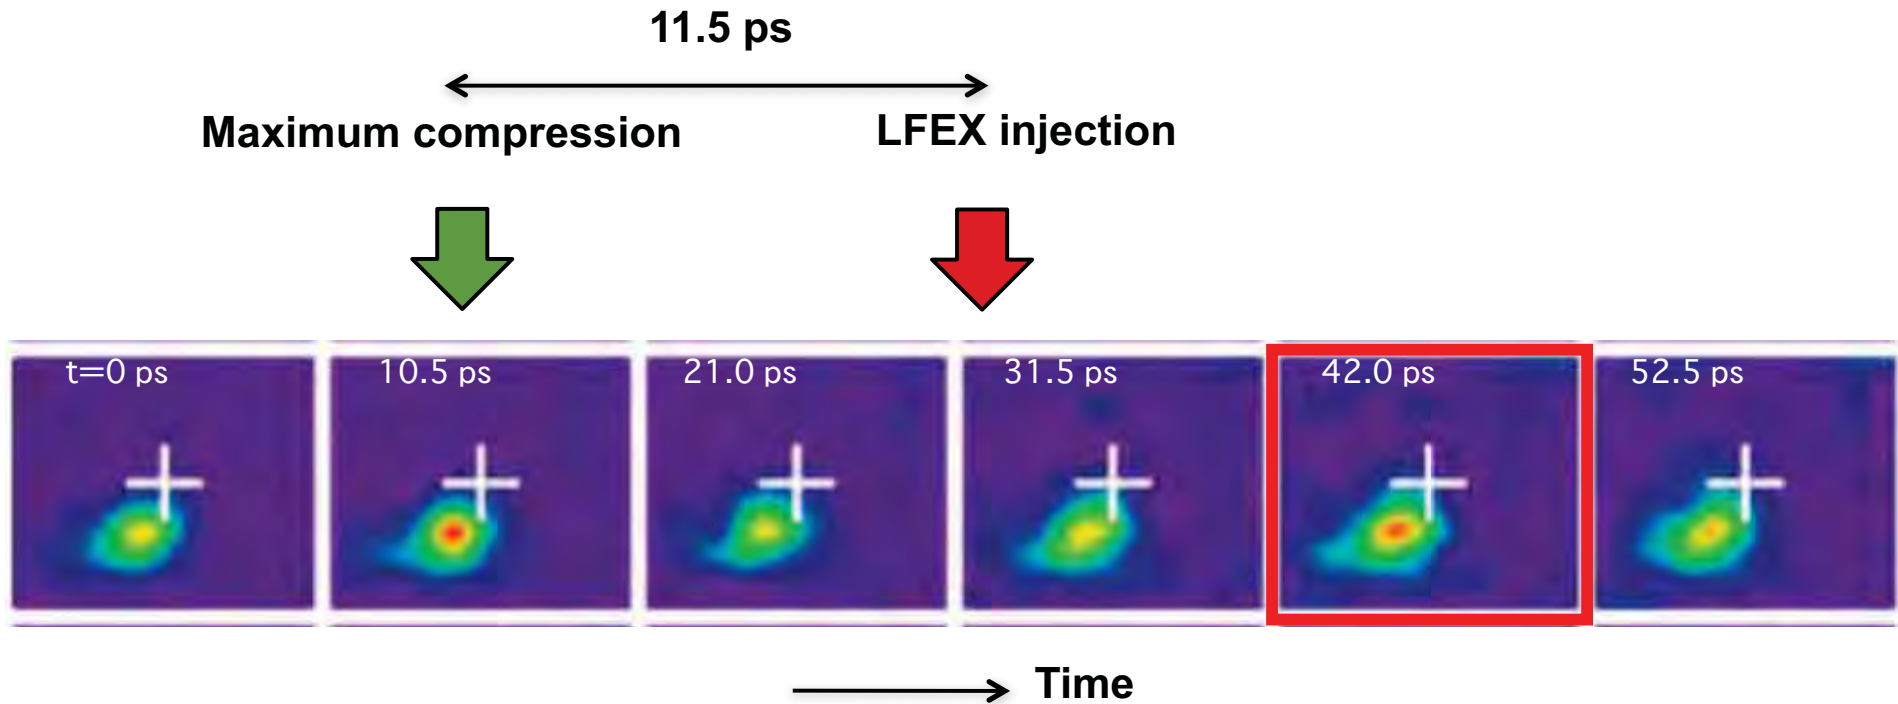 11.5 ps
Maximum compression
LFEX injection
t=0 ps
10.5 ps
21.0 ps
31.5 ps
42.0 ps
52.5 ps
Time